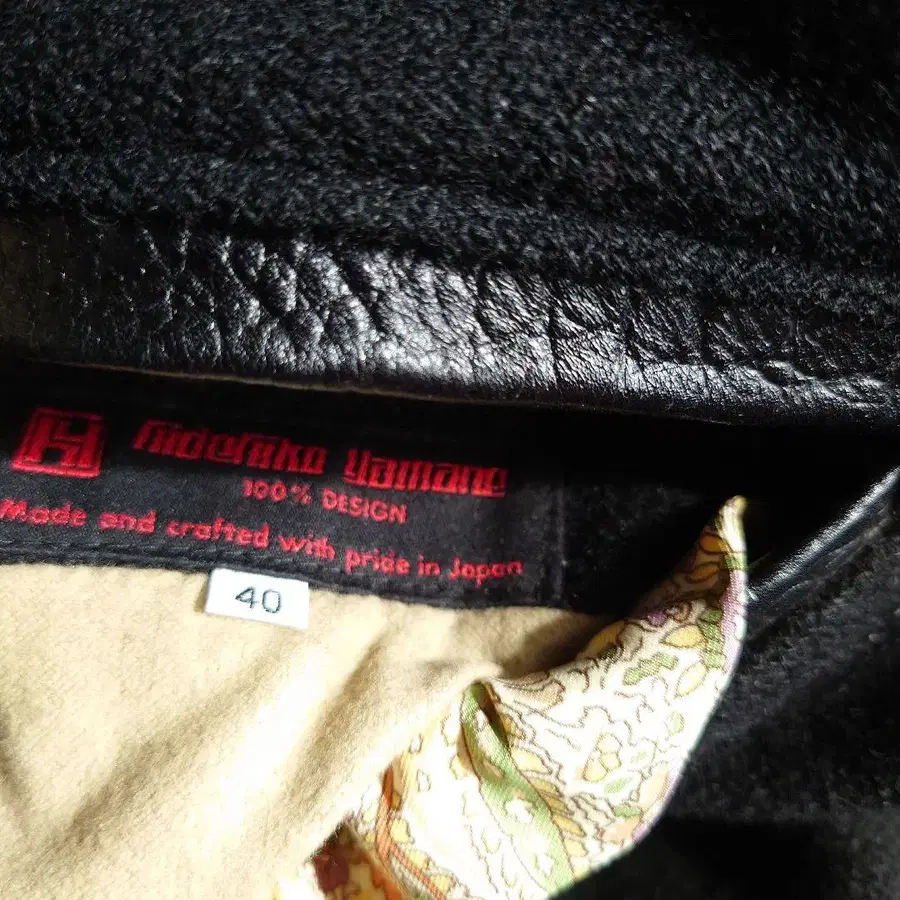 H Hidehiko Yamane
100% DESIGN
Made and crafted with pride in Japan
40